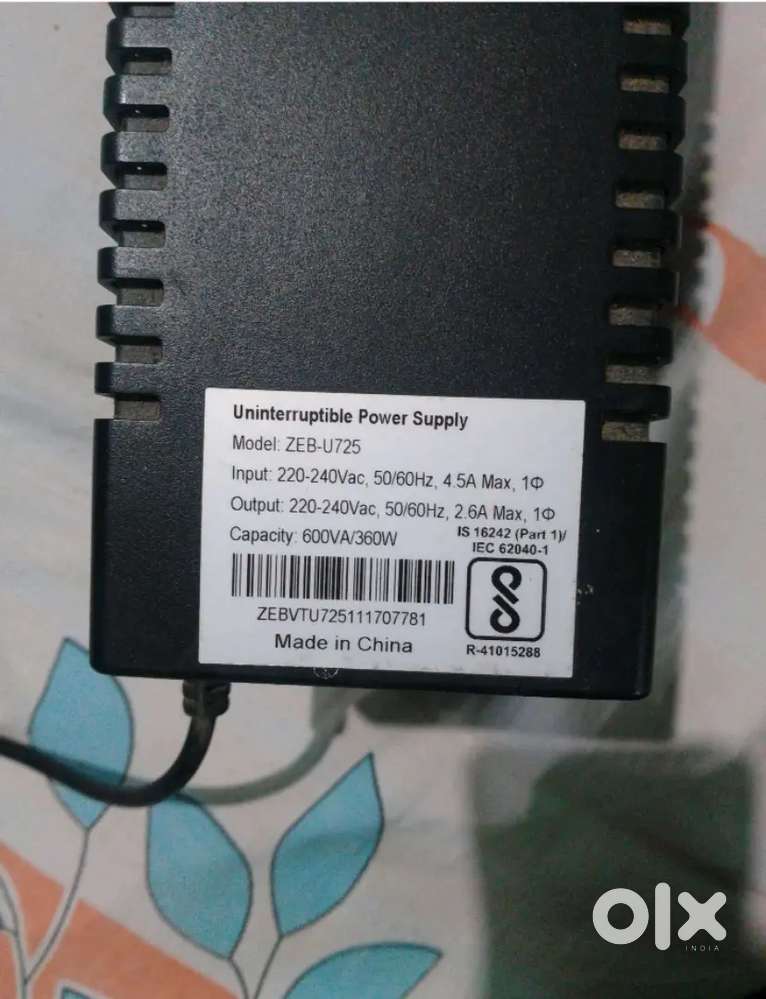 Uninterruptible Power Supply
Model: ZEB-U725
Input: 220-240Vac, 50/60Hz, 4.5A Max, 1Φ
Output: 220-240Vac, 50/60Hz, 2.6A Max, 1Φ
Capacity: 600VA/360W
IS 16242 (Part 1)/
IEC 62040-1
ZEBVTU725111707781
Made in China
R-41015288
olx
INDIA